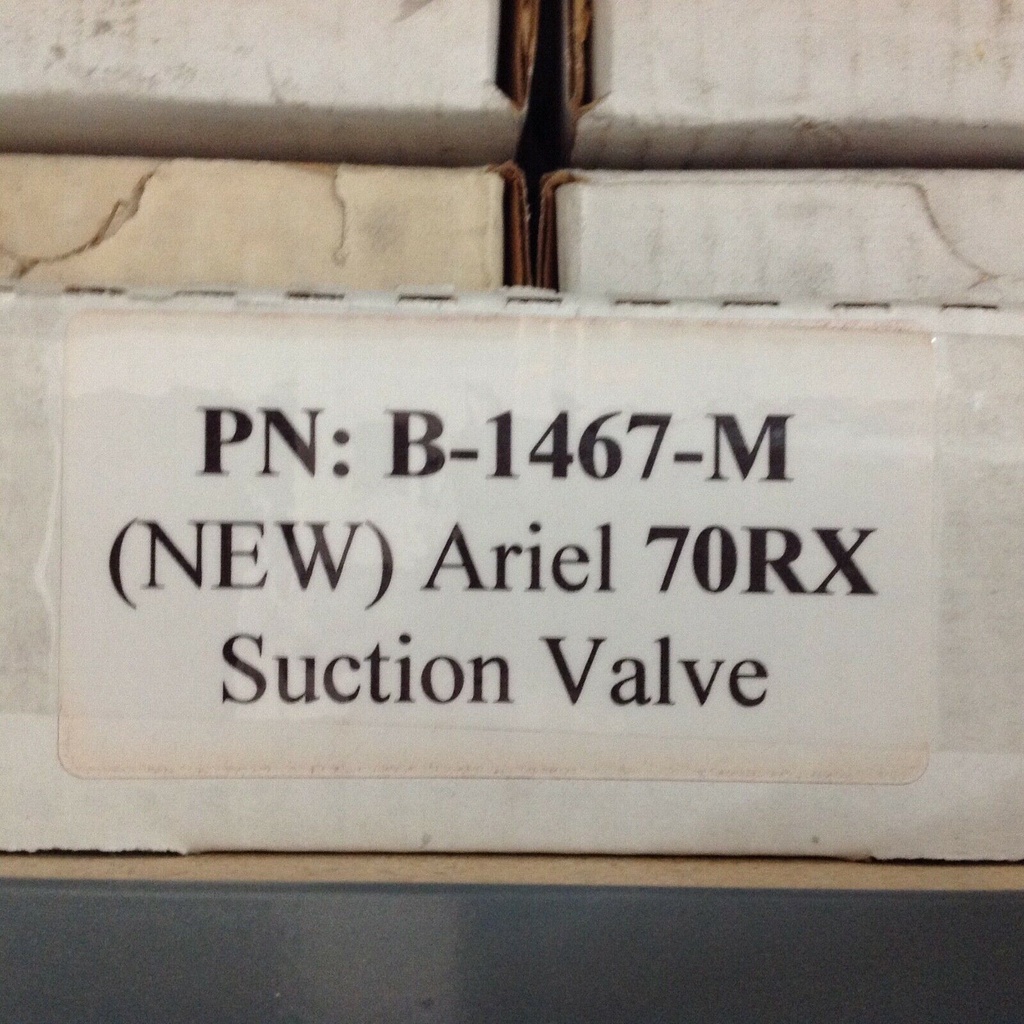 PN: B-1467-M
(NEW) Ariel 70RX
Suction Valve